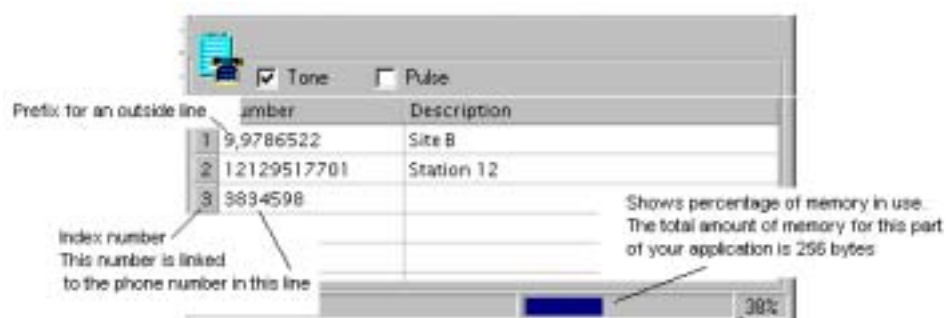 Tone Pulse
Prefix for an outside line umber Description
1 9,9786522 Site B
2 12129517701 Station 12
3 3834598
Shows percentage of memory in use.
The total amount of memory for this part
of your application is 256 bytes
Index number
This number is linked
to the phone number in this line
38%